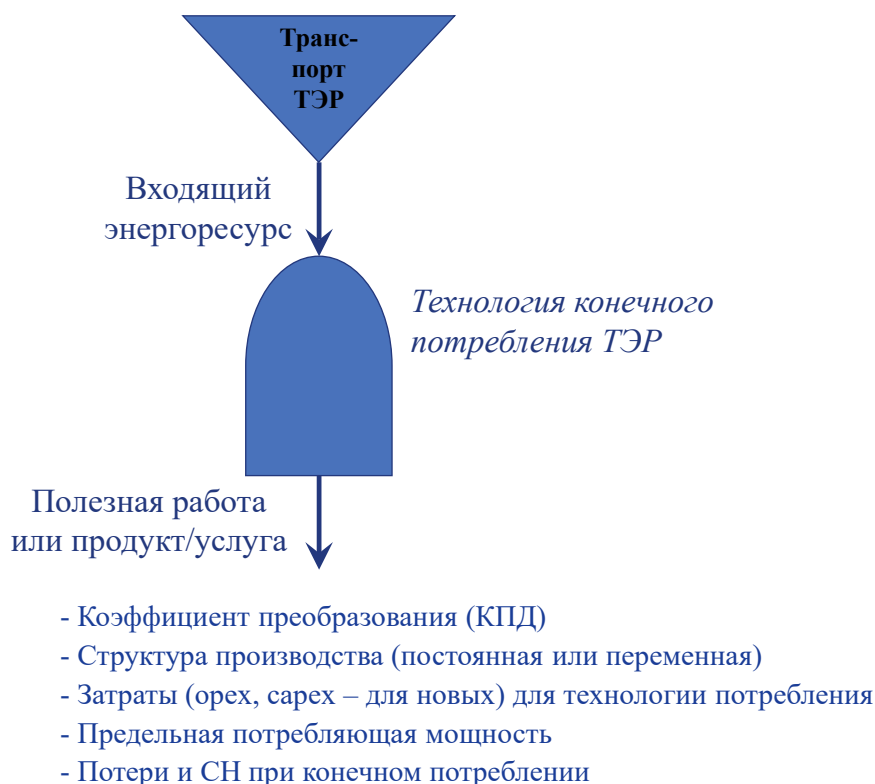 Транс-
порт
ТЭР
Входящий
энергоресурс
Технология конечного
потребления ТЭР
Полезная работа
или продукт/услуга
- Коэффициент преобразования (КПД)
- Структура производства (постоянная или переменная)
- Затраты (opex, capex – для новых) для технологии потребления
- Предельная потребляющая мощность
- Потери и СН при конечном потреблении